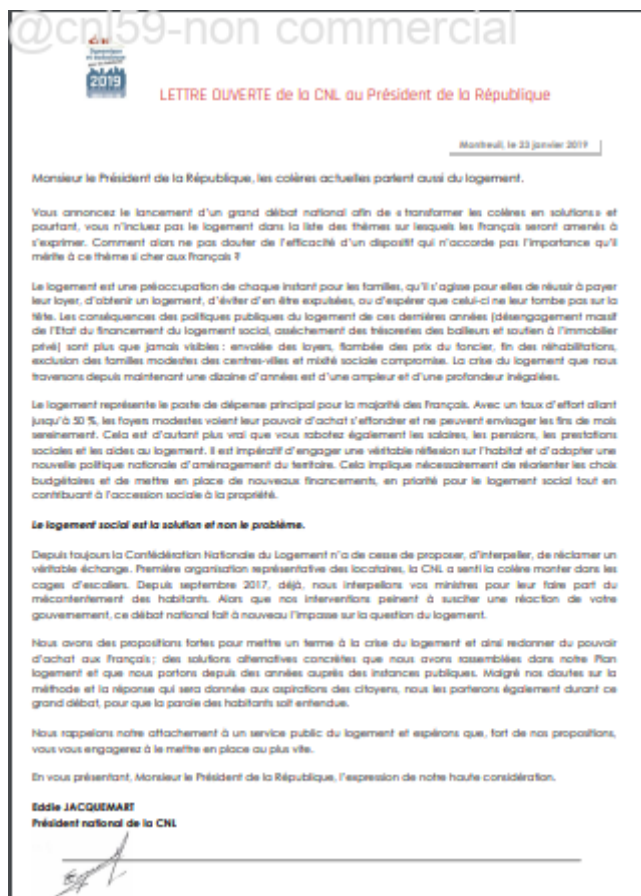 @cnl59-non commercial
2019
LETTRE OUVERTE de la CNL au Président de la République
Montreuil, le 23 janvier 2019
Monsieur le Président de la République, les colères actuelles parlent aussi du logement.
Vous annoncez le lancement d'un grand débat national afin de « transformer les colères en solutions » et
pourtant, vous n'incluez pas le logement dans la liste des thèmes sur lesquels les Français seront amenés à
s'exprimer. Comment alors ne pas douter de l'efficacité d'un dispositif qui n'accorde pas l'importance qu'il
mérite à ce thème si cher aux Français ?
Le logement est une préoccupation de chaque instant pour les familles, qu'il s'agisse pour elles de réussir à payer
leur loyer, d'obtenir un logement, d'éviter d'en être expulsées, ou d'espérer que celui-ci ne leur tombe pas sur la
tête. Les conséquences des politiques publiques du logement de ces dernières années (désengagement massif
de l'Etat du financement du logement social, assèchement des trésoreries des bailleurs et soutien à l'immobilier
privé) sont plus que jamais visibles : envolée des loyers, flambée des prix du foncier, fin des réhabilitations,
exclusion des familles modestes des centres-villes et mixité sociale compromise. La crise du logement que nous
traversons depuis maintenant une dizaine d'années est d'une ampleur et d'une profondeur inégalées.
Le logement représente le poste de dépense principal pour la majorité des Français. Avec un taux d'effort allant
jusqu'à 50 %, les foyers modestes voient leur pouvoir d'achat s'effondrer et ne peuvent envisager les fins de mois
sereinement. Cela est d'autant plus vrai que vous rabotez également les salaires, les pensions, les prestations
sociales et les aides au logement. Il est impératif d'engager une véritable réflexion sur l'habitat et d'adopter une
nouvelle politique nationale d'aménagement du territoire. Cela implique nécessairement de réorienter les choix
budgétaires et de mettre en place de nouveaux financements, en priorité pour le logement social tout en
contribuant à l'accession sociale à la propriété.
Le logement social est la solution et non le problème.
Depuis toujours la Confédération Nationale du Logement n'a de cesse de proposer, d'interpeller, de réclamer un
véritable échange. Première organisation représentative des locataires, la CNL a senti la colère monter dans les
cages d'escaliers. Depuis septembre 2017, déjà, nous interpellons vos ministres pour leur faire part du
mécontentement des habitants. Alors que nos interventions peinent à susciter une réaction de votre
gouvernement, ce débat national fait à nouveau l'impasse sur la question du logement.
Nous avons des propositions fortes pour mettre un terme à la crise du logement et ainsi redonner du pouvoir
d'achat aux Français ; des solutions alternatives concrètes que nous avons rassemblées dans notre Plan
logement et que nous portons depuis des années auprès des instances publiques. Malgré nos doutes sur la
méthode et la réponse qui sera donnée aux aspirations des citoyens, nous les porterons également durant ce
grand débat, pour que la parole des habitants soit entendue.
Nous rappelons notre attachement à un service public du logement et espérons que, fort de nos propositions,
vous vous engagerez à le mettre en place au plus vite.
En vous présentant, Monsieur le Président de la République, l'expression de notre haute considération.
Eddie JACQUEMART
Président national de la CNL